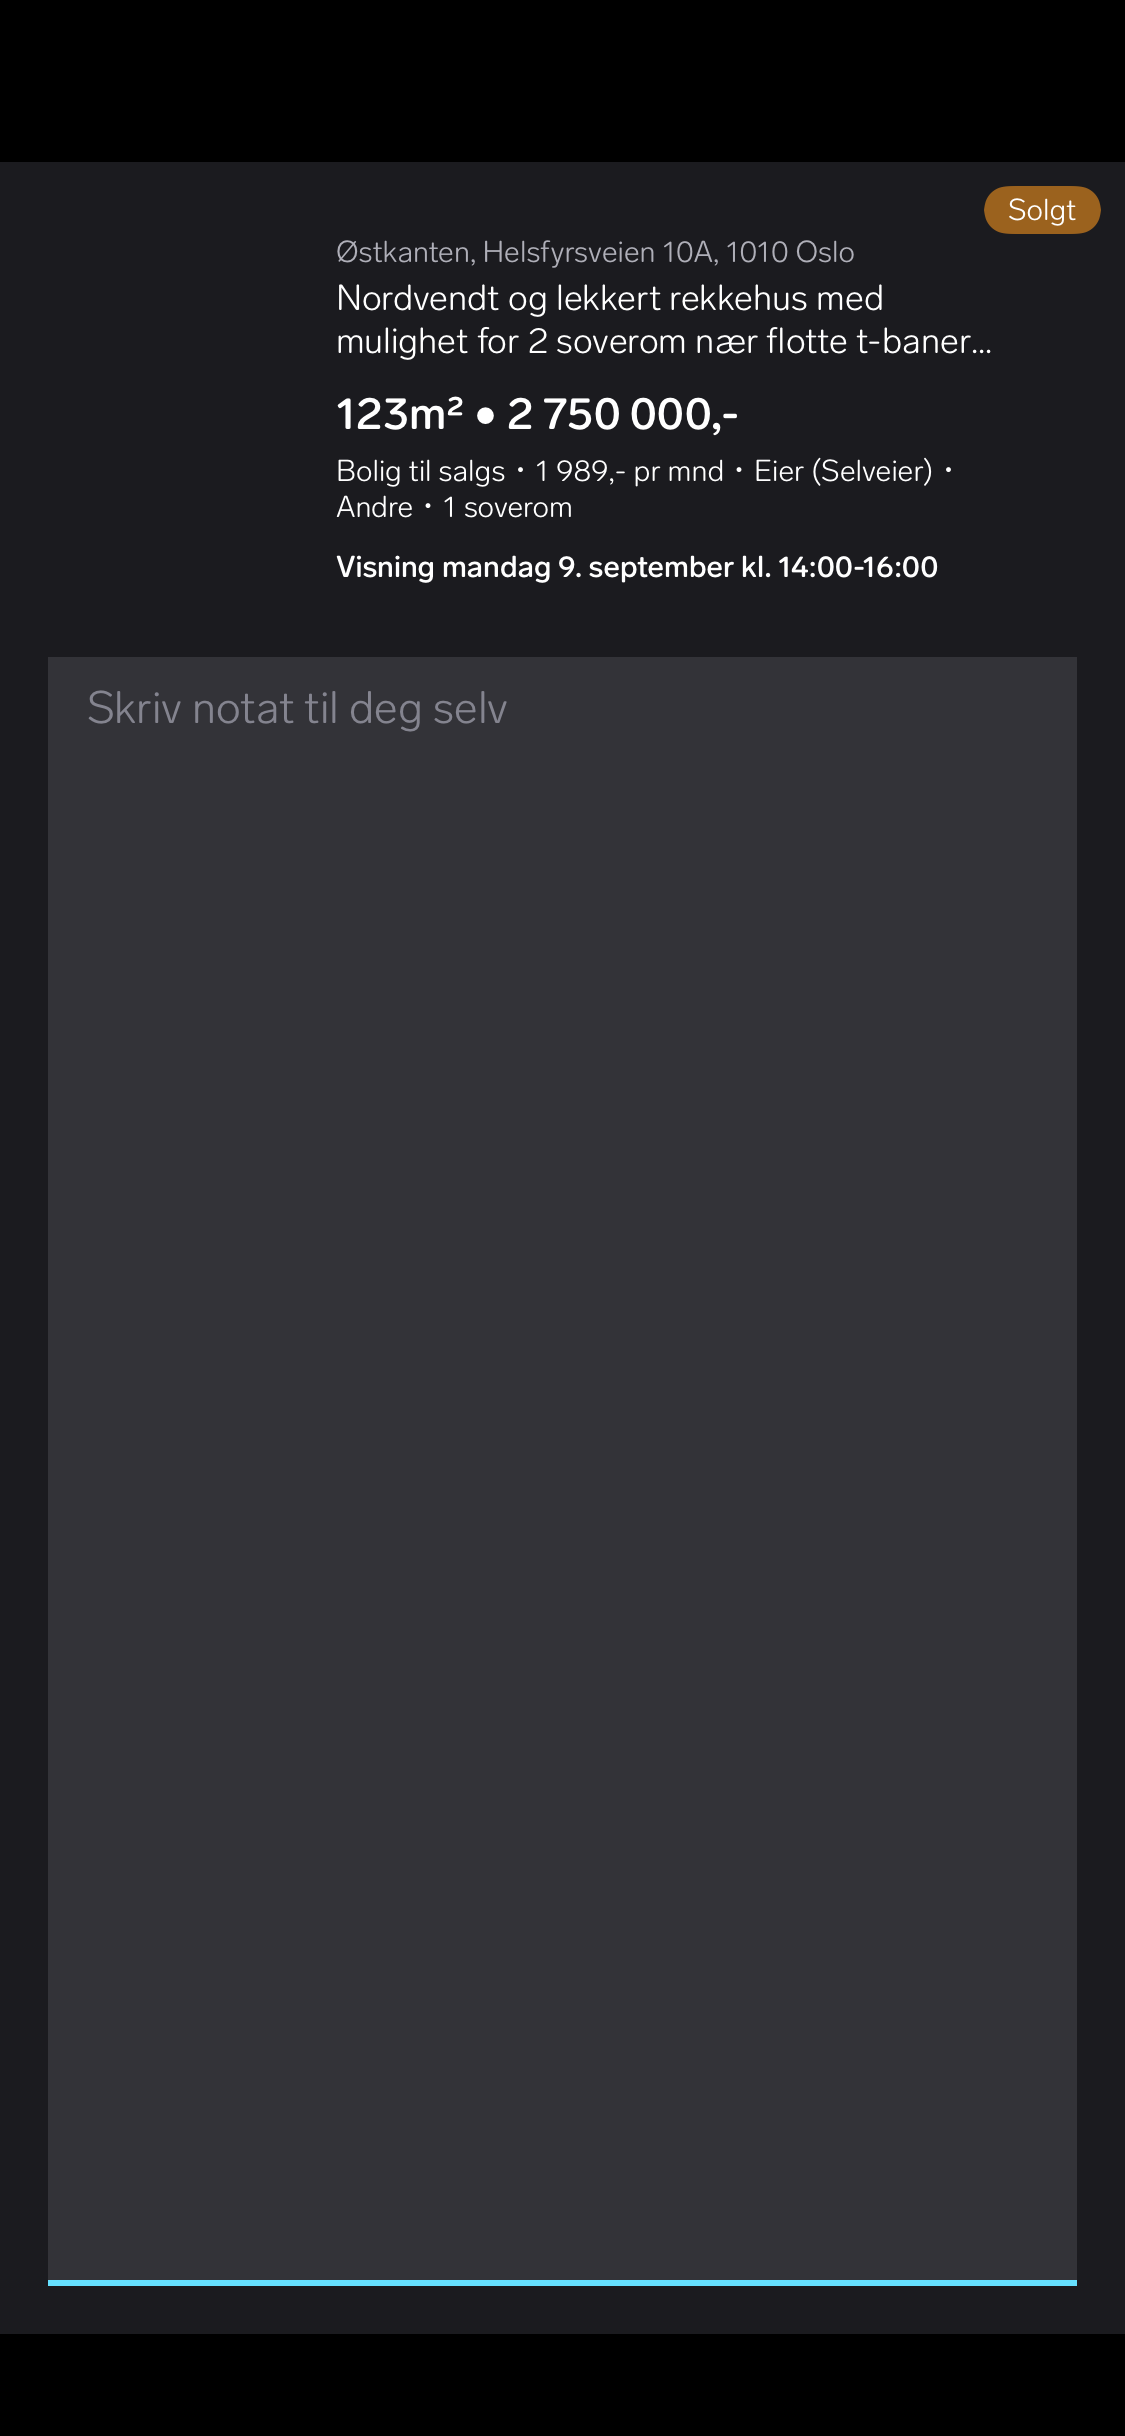 Solgt
Østkanten, Helsfyrsveien 10A, 1010 Oslo
Nordvendt og lekkert rekkehus med
mulighet for 2 soverom nær flotte t-baner...
123m² • 2 750 000,-
Bolig til salgs • 1 989,- pr mnd • Eier (Selveier) •
Andre • 1 soverom
Visning mandag 9. september kl. 14:00-16:00
Skriv notat til deg selv